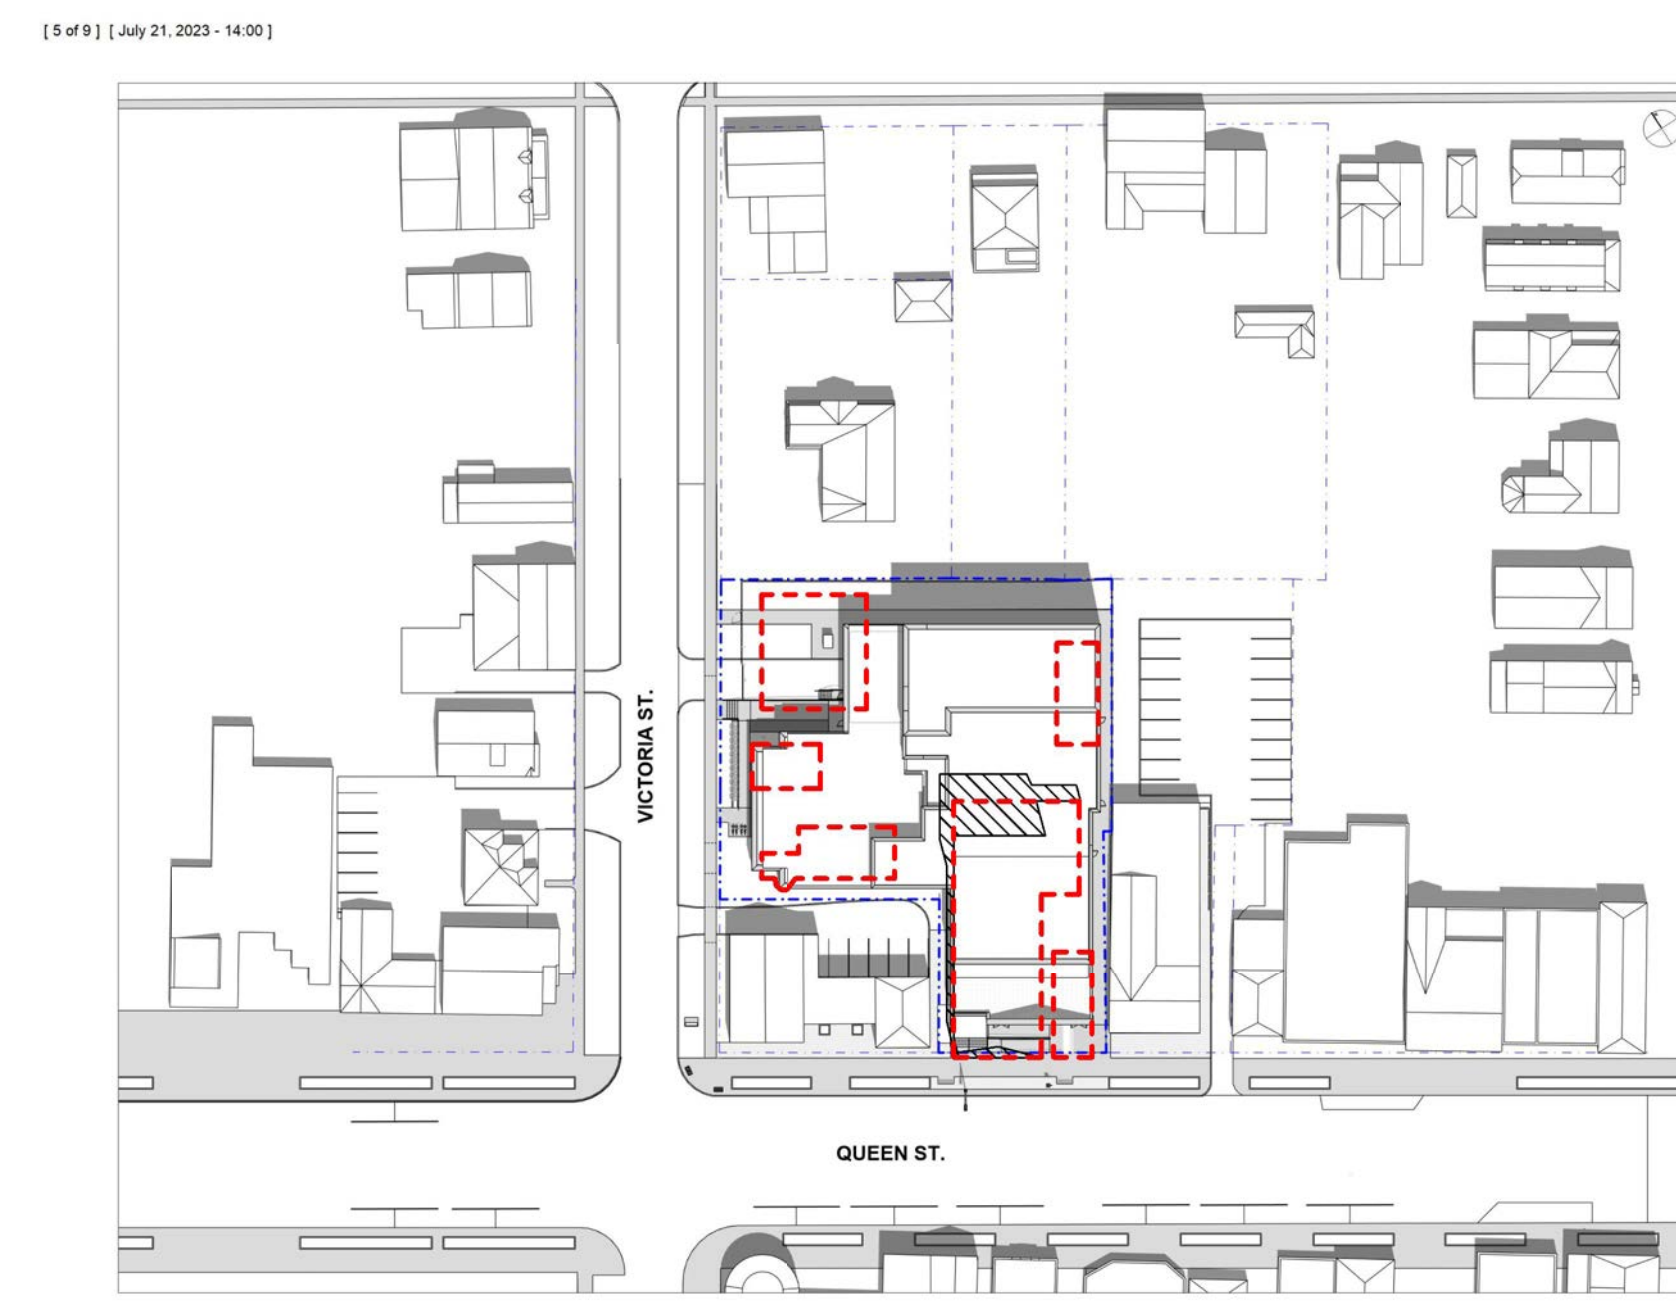 [ 5 of 9 ] [ July 21, 2023 - 14:00 ]
VICTORIA ST.
QUEEN ST.